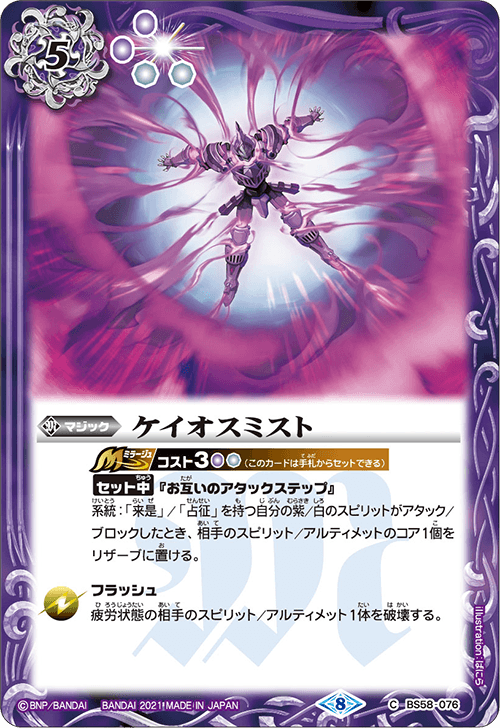 5
マジック ケイオスミスト
M ミラージュ コスト3 (このカードは手札からセットできる)
セット中 『お互いのアタックステップ』
系統：「来是」/「占征」を持つ自分の紫/白のスピリットがアタック/
ブロックしたとき、相手のスピリット/アルティメットのコア1個を
リザーブに置ける。
フラッシュ
疲労状態の相手のスピリット/アルティメット1体を破壊する。
illustration:ぱにら
©BNP/BANDAI BANDAI 2021 MADE IN JAPAN 8 C BS58-076